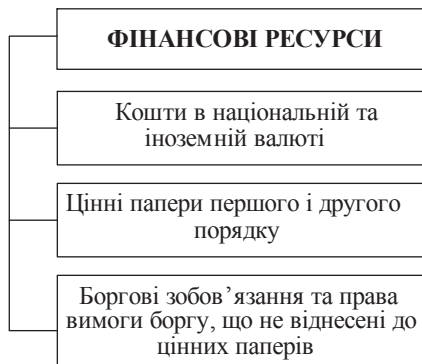 ФІНАНСОВІ РЕСУРСИ
Кошти в національній та
іноземній валюті
Цінні папери першого і другого
порядку
Боргові зобов’язання та права
вимоги боргу, що не віднесені до
цінних паперів